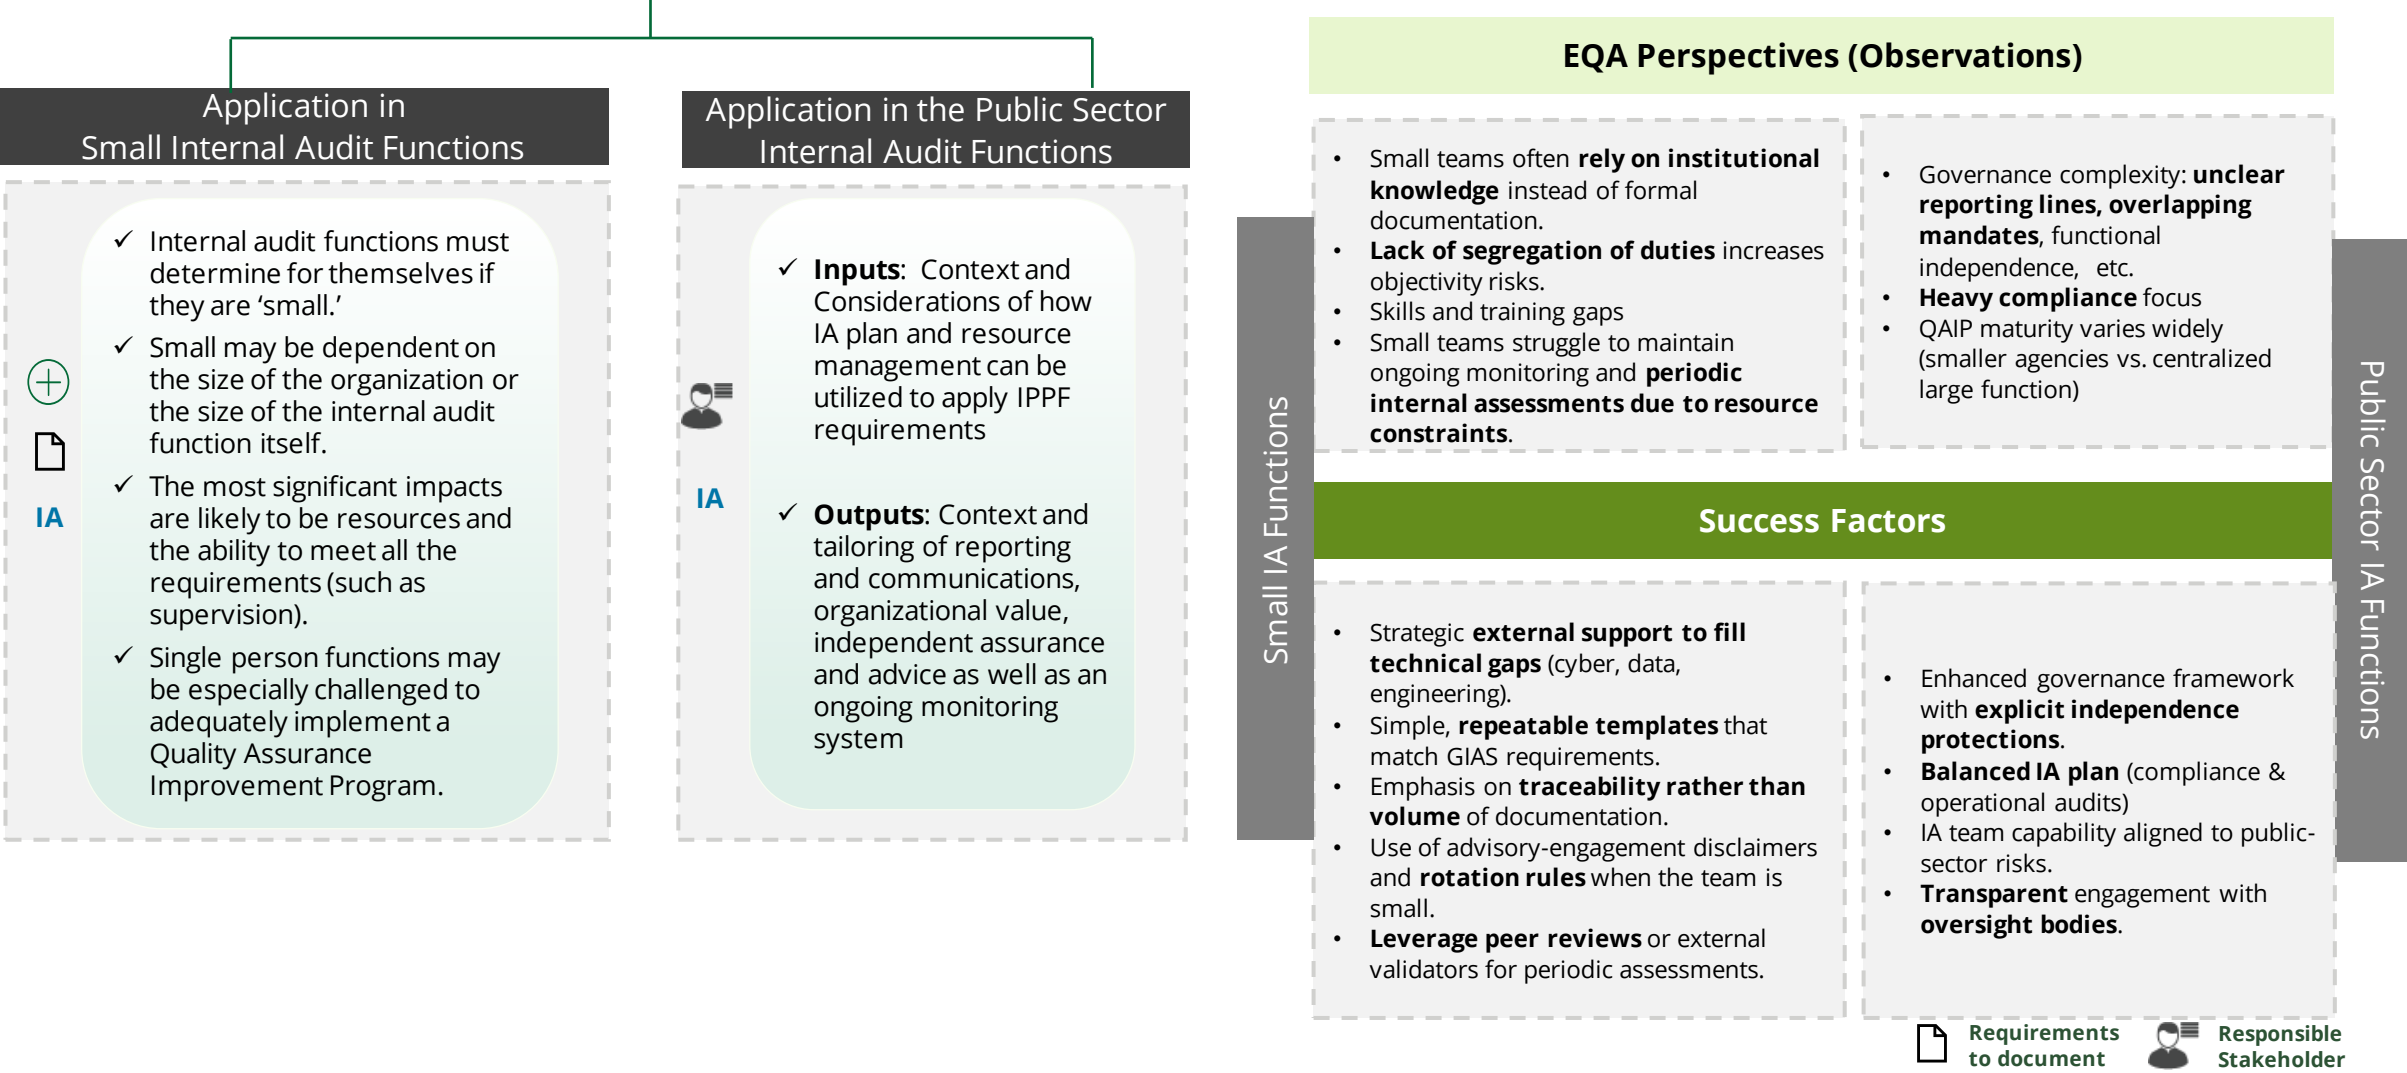 Application in
Small Internal Audit Functions
✓ Internal audit functions must
determine for themselves if
they are ‘small.’
✓ Small may be dependent on
the size of the organization or
the size of the internal audit
function itself.
✓ The most significant impacts
are likely to be resources and
the ability to meet all the
requirements (such as
supervision).
✓ Single person functions may
be especially challenged to
adequately implement a
Quality Assurance
Improvement Program.
IA
Application in the Public Sector
Internal Audit Functions
✓ Inputs: Context and
Considerations of how
IA plan and resource
management can be
utilized to apply IPPF
requirements
✓ Outputs: Context and
tailoring of reporting
and communications,
organizational value,
independent assurance
and advice as well as an
ongoing monitoring
system
IA
EQA Perspectives (Observations)
Small IA Functions
• Small teams often rely on institutional
knowledge instead of formal
documentation.
• Lack of segregation of duties increases
objectivity risks.
• Skills and training gaps
• Small teams struggle to maintain
ongoing monitoring and periodic
internal assessments due to resource
constraints.
• Governance complexity: unclear
reporting lines, overlapping
mandates, functional
independence, etc.
• Heavy compliance focus
• QAIP maturity varies widely
(smaller agencies vs. centralized
large function)
Public Sector IA Functions
Success Factors
• Strategic external support to fill
technical gaps (cyber, data,
engineering).
• Simple, repeatable templates that
match GIAS requirements.
• Emphasis on traceability rather than
volume of documentation.
• Use of advisory-engagement disclaimers
and rotation rules when the team is
small.
• Leverage peer reviews or external
validators for periodic assessments.
• Enhanced governance framework
with explicit independence
protections.
• Balanced IA plan (compliance &
operational audits)
• IA team capability aligned to public-
sector risks.
• Transparent engagement with
oversight bodies.
Requirements
to document
Responsible
Stakeholder